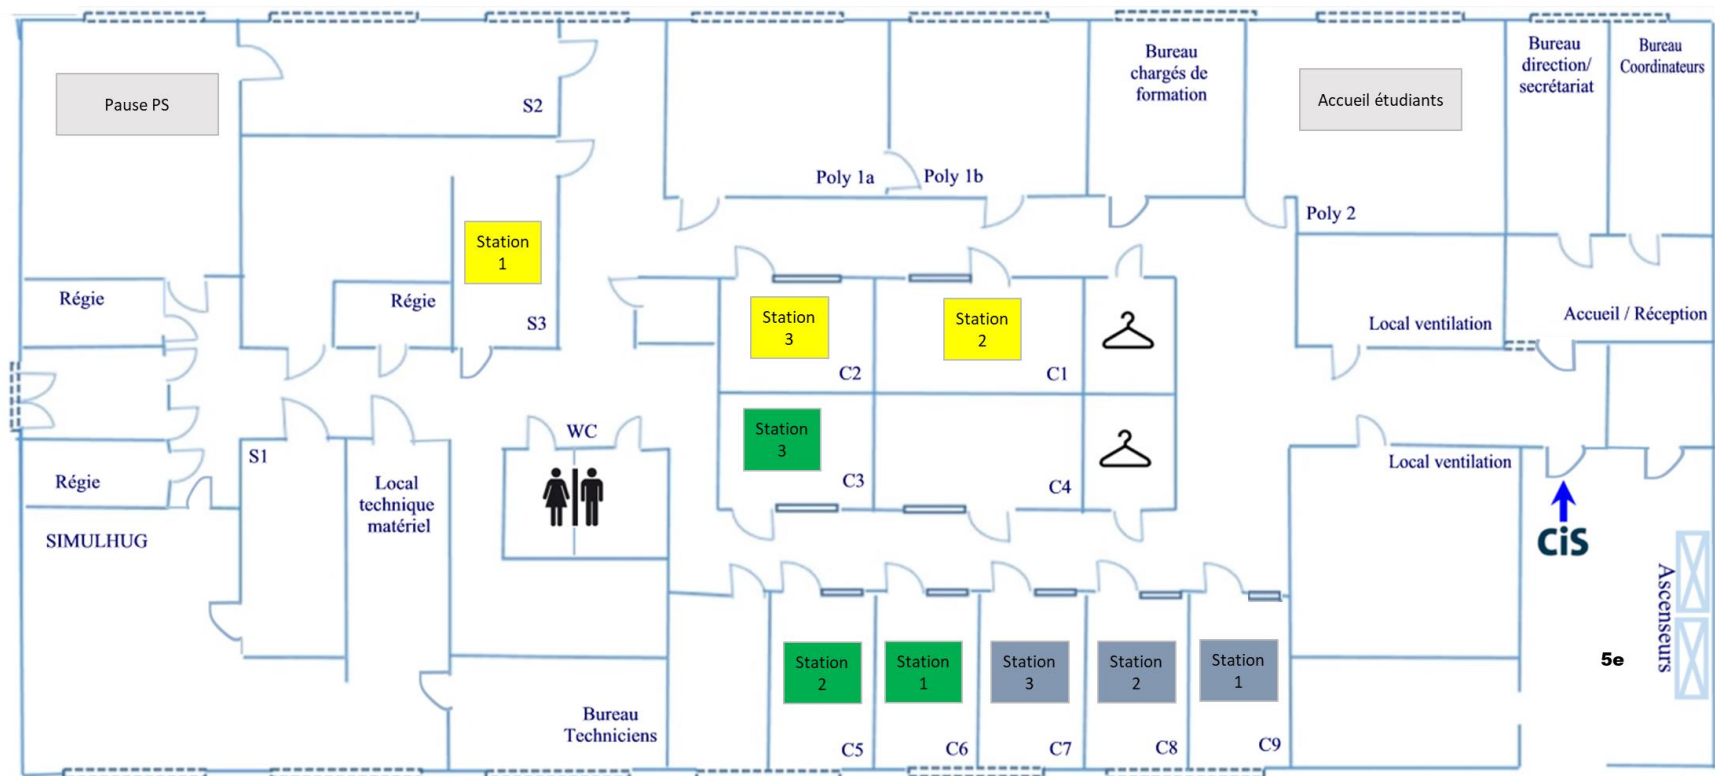 Pause PS
S2
Poly 1a
Poly 1b
Bureau
chargés de
formation
Accueil étudiants
Bureau
direction/
secrétariat
Bureau
Coordinateurs
Poly 2
Station
1
Régie
Régie
S3
Station
3
C2
Station
2
C1
Local ventilation
Accueil / Réception
WC
S1
Régie
Local
technique
matériel
Station
3
C3
C4
Local ventilation
SIMULHUG
CiS
Ascenseurs
5e
Station
2
C5
Station
1
C6
Station
3
C7
Station
2
C8
Station
1
C9
Bureau
Techniciens